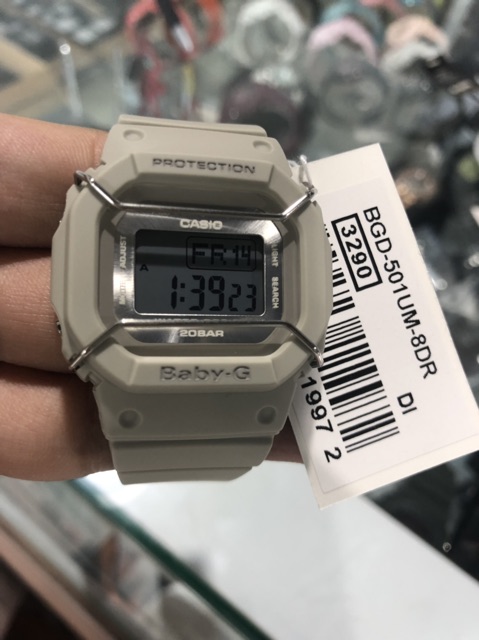 PROTECTION
CASIO
ADJUST
LIGHT
FR 14
A
1:39 23
SEARCH
20BAR
Baby-G
BGD-501UM-8DR
3290
DI
1997 2